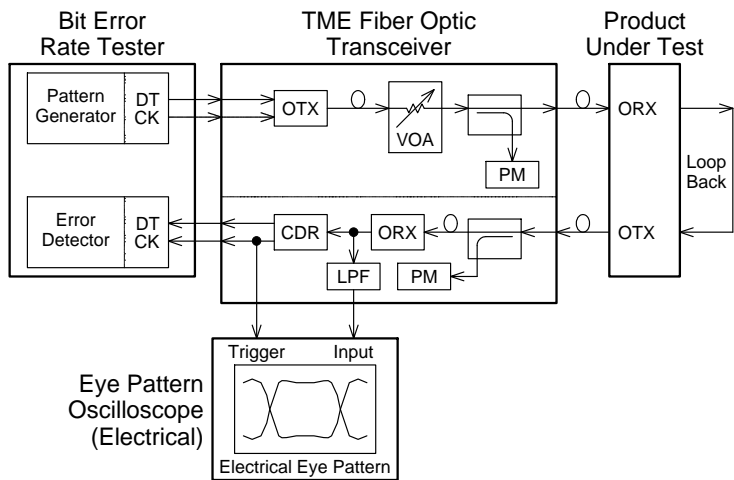 Bit Error
Rate Tester
TME Fiber Optic
Transceiver
Product
Under Test
Pattern
Generator
DT
CK
OTX
VOA
PM
ORX
Loop
Back
Error
Detector
DT
CK
CDR
ORX
LPF
PM
OTX
Trigger
Input
Eye Pattern
Oscilloscope
(Electrical)
Electrical Eye Pattern